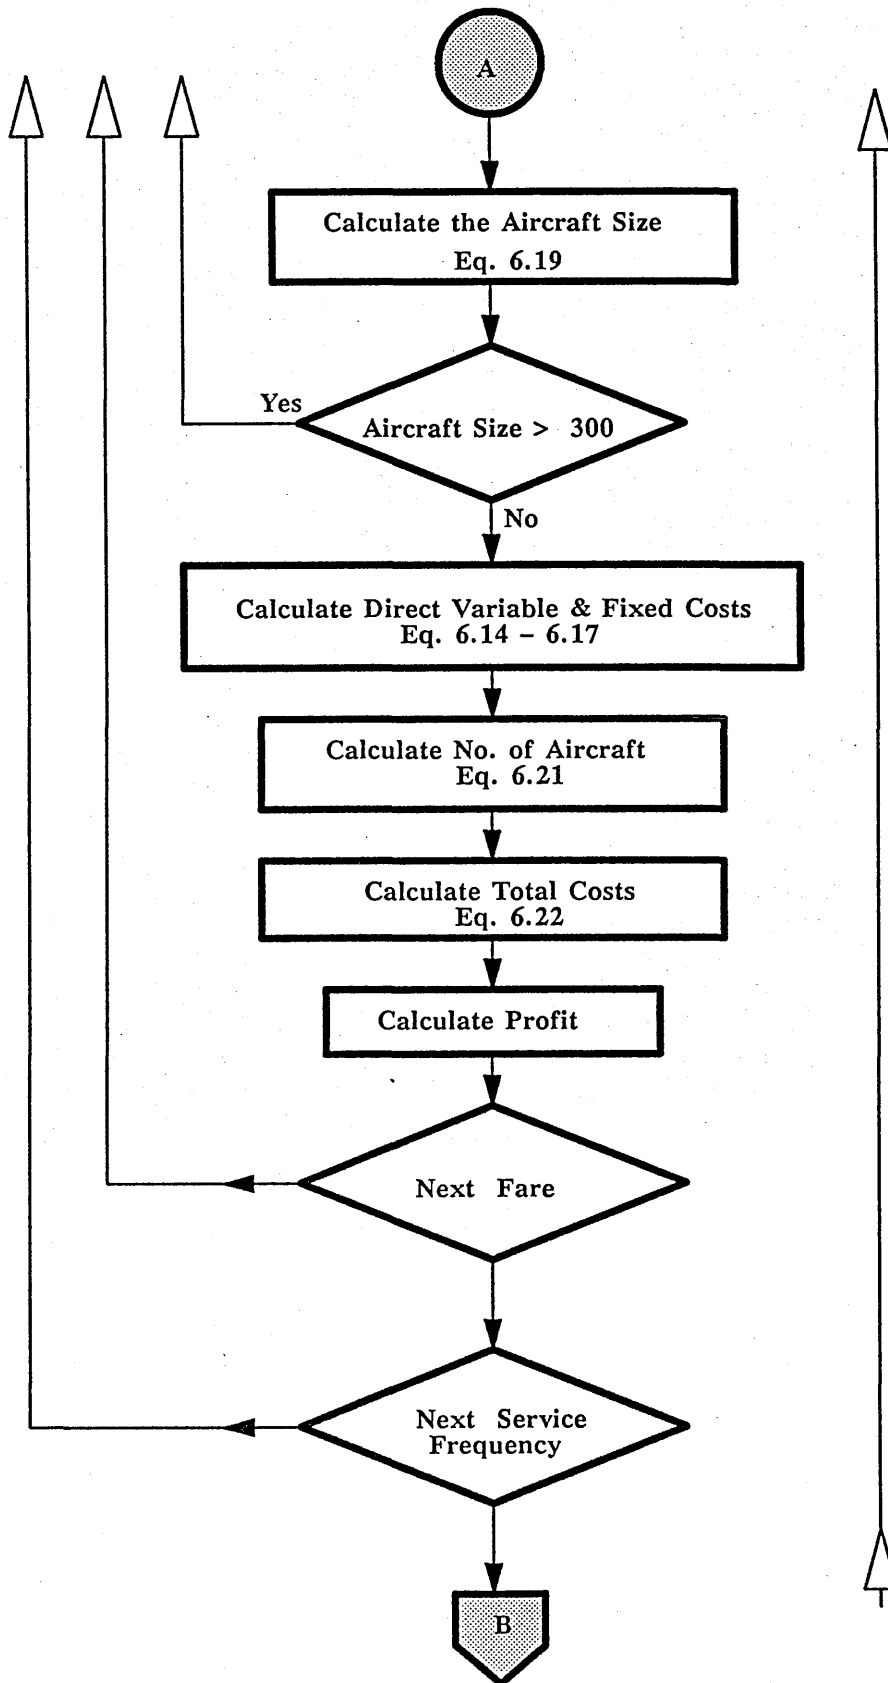 A
Calculate the Aircraft Size
Eq. 6.19
Yes
Aircraft Size > 300
No
Calculate Direct Variable & Fixed Costs
Eq. 6.14 – 6.17
Calculate No. of Aircraft
Eq. 6.21
Calculate Total Costs
Eq. 6.22
Calculate Profit
Next Fare
Next Service
Frequency
B